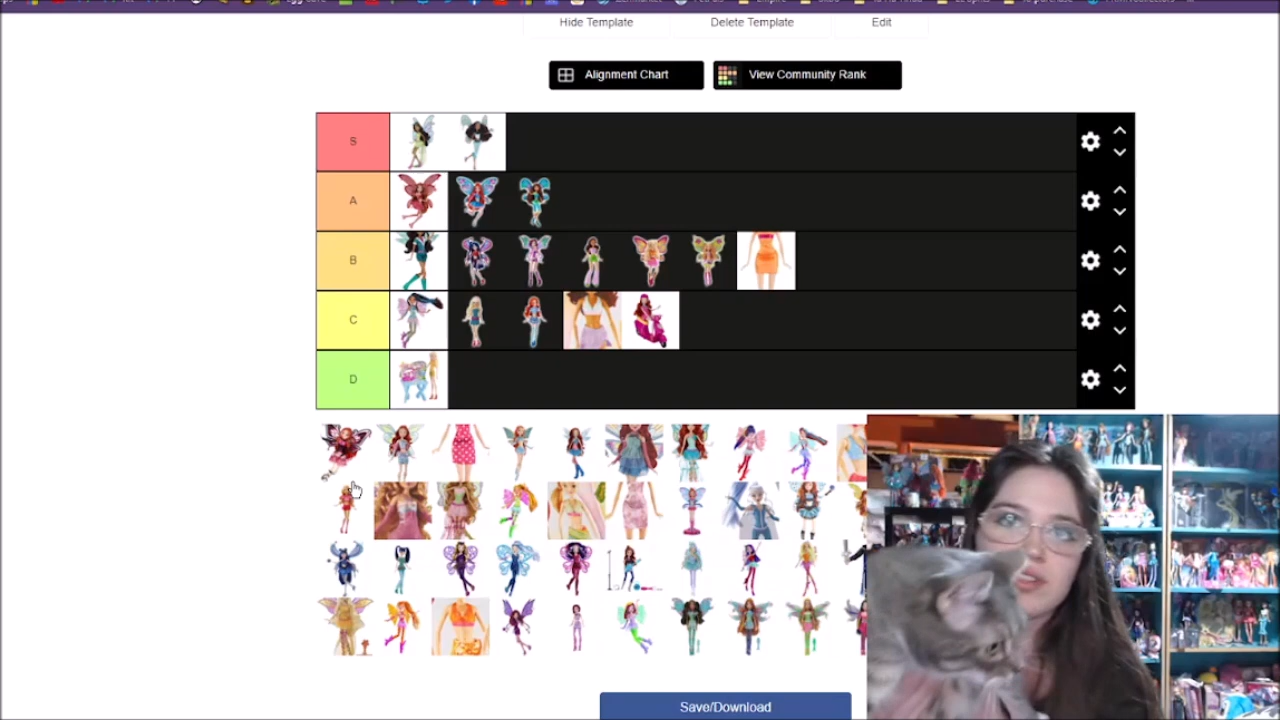 Hide Template Delete Template Edit
Alignment Chart View Community Rank
S
A
B
C
D
Save/Download